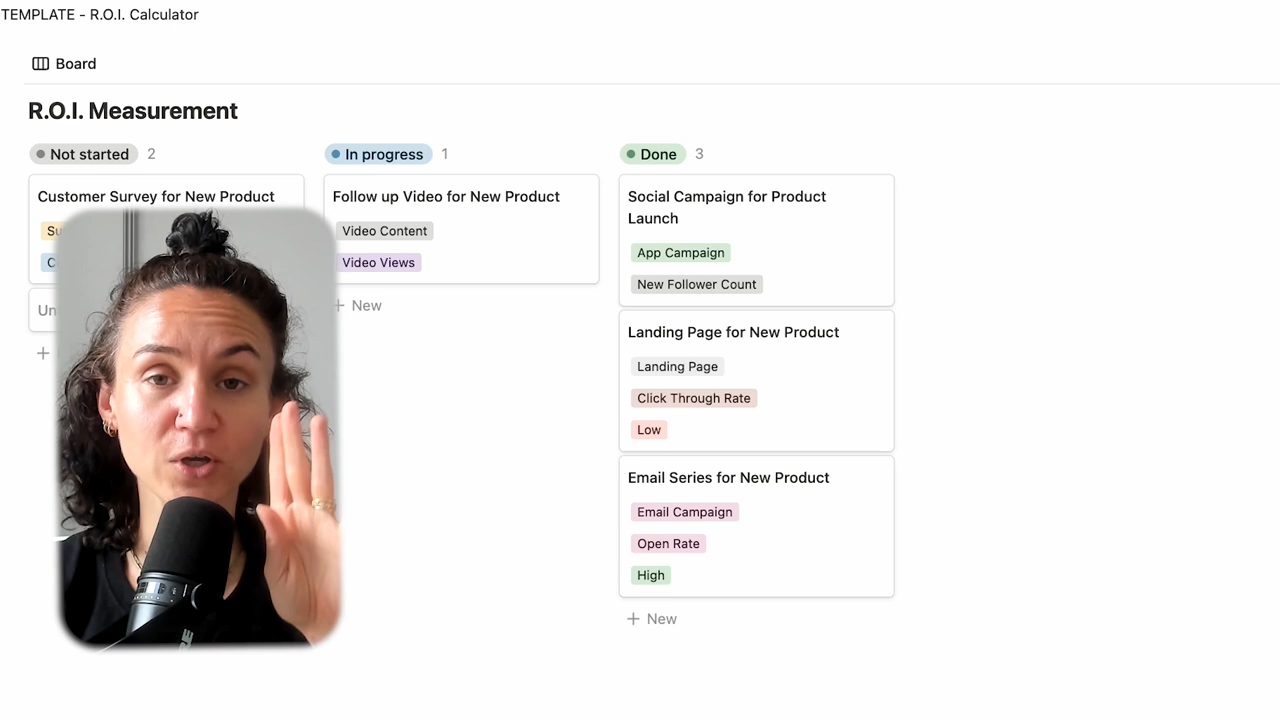 TEMPLATE - R.O.I. Calculator
Board
R.O.I. Measurement
Not started 2
Customer Survey for New Product
In progress 1
Follow up Video for New Product
Video Content
Video Views
+ New
Done 3
Social Campaign for Product
Launch
App Campaign
New Follower Count
Landing Page for New Product
Landing Page
Click Through Rate
Low
Email Series for New Product
Email Campaign
Open Rate
High
+ New